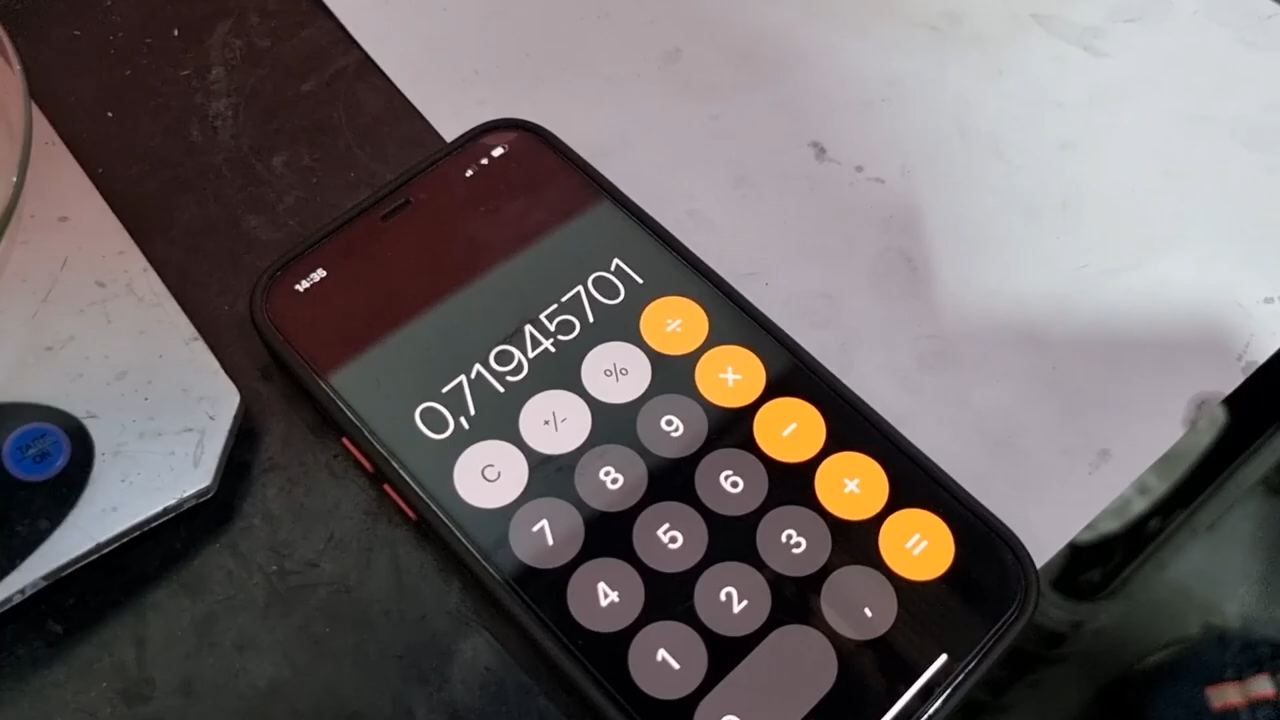 14:35
0,71945701
C +/- % ÷
7 8 9 ×
4 5 6 −
1 2 3 +
, =
TARE
ON